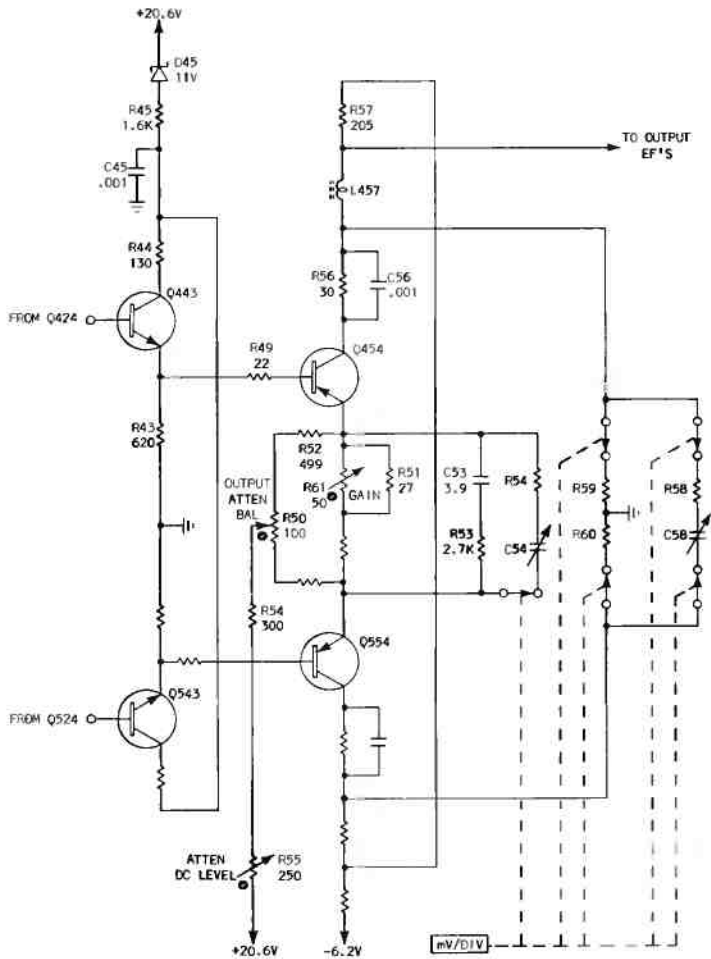 +20.6V
D45
11V
R45
1.6K
C45
.001
R44
130
Q443
FROM Q424
R43
620
R49
22
R57
205
TO OUTPUT
EF'S
L457
R56
30
C56
.001
Q454
R52
499
R61
50
GAIN
R51
27
C53
3.9
R54
OUTPUT
ATTEN
BAL
R50
100
R53
2.7K
C54
R59
R60
R58
C58
R54
300
Q554
Q543
FROM Q524
ATTEN
DC LEVEL
R55
250
+20.6V
-6.2V
mV/DIV